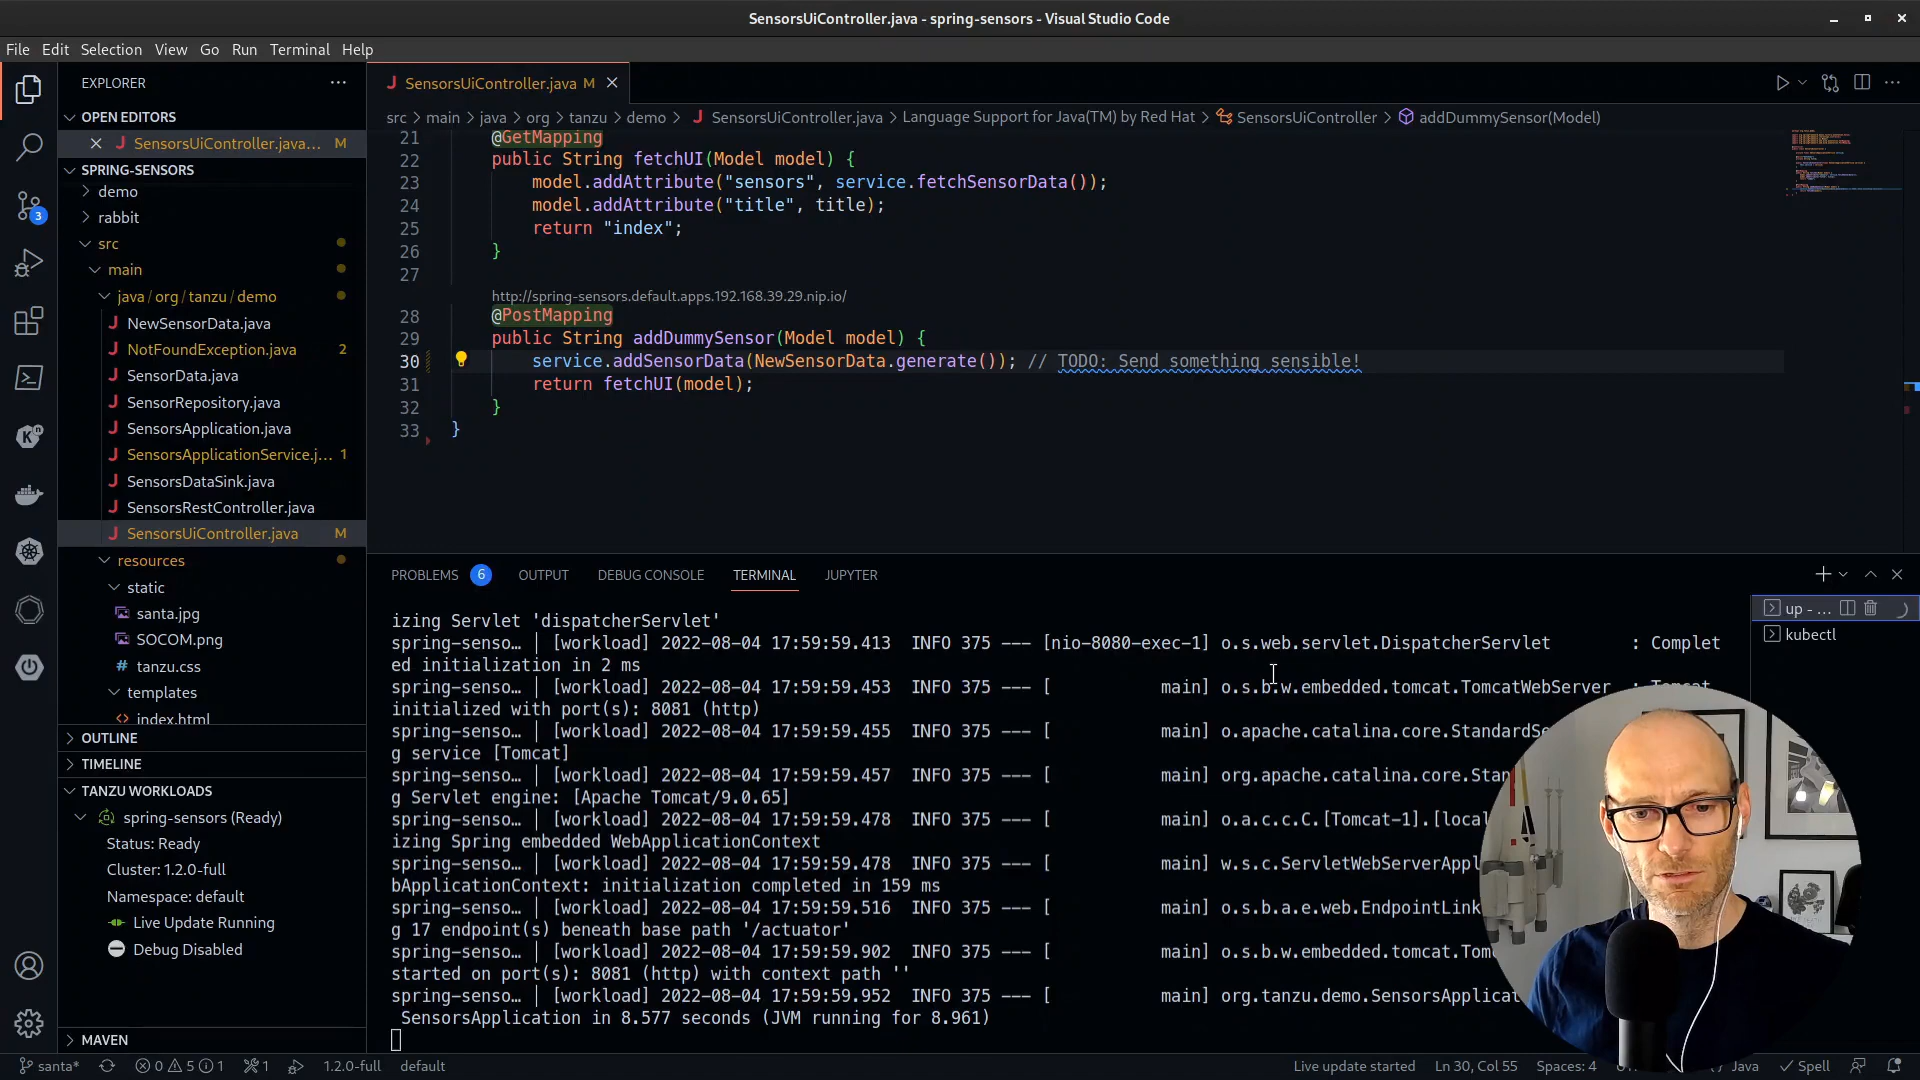 SensorsUiController.java - spring-sensors - Visual Studio Code
File Edit Selection View Go Run Terminal Help
EXPLORER
OPEN EDITORS
SensorsUiController.java... M
SPRING-SENSORS
demo
rabbit
src
main
java / org / tanzu / demo
NewSensorData.java
NotFoundException.java 2
SensorData.java
SensorRepository.java
SensorsApplication.java
SensorsApplicationService.j... 1
SensorsDataSink.java
SensorsRestController.java
SensorsUiController.java M
resources
static
santa.jpg
SOCOM.png
# tanzu.css
templates
index.html
OUTLINE
TIMELINE
TANZU WORKLOADS
spring-sensors (Ready)
Status: Ready
Cluster: 1.2.0-full
Namespace: default
Live Update Running
Debug Disabled
MAVEN
3
SensorsUiController.java M
src > main > java > org > tanzu > demo > SensorsUiController.java > Language Support for Java(TM) by Red Hat > SensorsUiController > addDummySensor(Model)
21 @GetMapping
22 public String fetchUI(Model model) {
23 model.addAttribute("sensors", service.fetchSensorData());
24 model.addAttribute("title", title);
25 return "index";
26 }
27
http://spring-sensors.default.apps.192.168.39.29.nip.io/
28 @PostMapping
29 public String addDummySensor(Model model) {
30 service.addSensorData(NewSensorData.generate()); // TODO: Send something sensible!
31 return fetchUI(model);
32 }
33 }
PROBLEMS 6 OUTPUT DEBUG CONSOLE TERMINAL JUPYTER
up - ...
kubectl
izing Servlet 'dispatcherServlet'
spring-senso… │ [workload] 2022-08-04 17:59:59.413 INFO 375 --- [nio-8080-exec-1] o.s.web.servlet.DispatcherServlet : Complet
ed initialization in 2 ms
spring-senso… │ [workload] 2022-08-04 17:59:59.453 INFO 375 --- [ main] o.s.b.w.embedded.tomcat.TomcatWebServer : Tomcat
initialized with port(s): 8081 (http)
spring-senso… │ [workload] 2022-08-04 17:59:59.455 INFO 375 --- [ main] o.apache.catalina.core.StandardSe
g service [Tomcat]
spring-senso… │ [workload] 2022-08-04 17:59:59.457 INFO 375 --- [ main] org.apache.catalina.core.Stan
g Servlet engine: [Apache Tomcat/9.0.65]
spring-senso… │ [workload] 2022-08-04 17:59:59.478 INFO 375 --- [ main] o.a.c.c.C.[Tomcat-1].[local
izing Spring embedded WebApplicationContext
spring-senso… │ [workload] 2022-08-04 17:59:59.478 INFO 375 --- [ main] w.s.c.ServletWebServerAppl
bApplicationContext: initialization completed in 159 ms
spring-senso… │ [workload] 2022-08-04 17:59:59.516 INFO 375 --- [ main] o.s.b.a.e.web.EndpointLink
g 17 endpoint(s) beneath base path '/actuator'
spring-senso… │ [workload] 2022-08-04 17:59:59.902 INFO 375 --- [ main] o.s.b.w.embedded.tomcat.Tom
started on port(s): 8081 (http) with context path ''
spring-senso… │ [workload] 2022-08-04 17:59:59.952 INFO 375 --- [ main] org.tanzu.demo.SensorsApplicat
SensorsApplication in 8.577 seconds (JVM running for 8.961)
santa* 0 5 1 1 1.2.0-full default Live update started Ln 30, Col 55 Spaces: 4 Java Spell